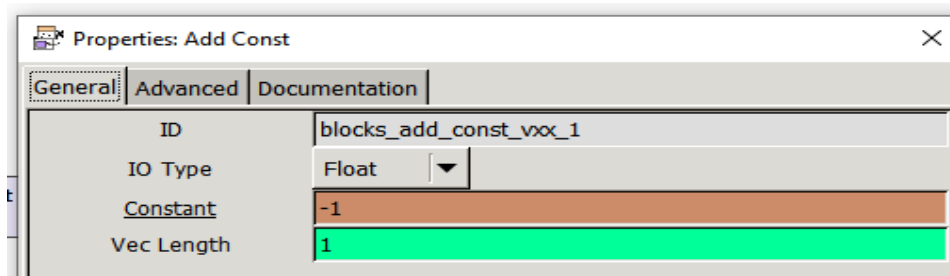 Properties: Add Const
General Advanced Documentation
ID blocks_add_const_vxx_1
IO Type Float
Constant -1
Vec Length 1